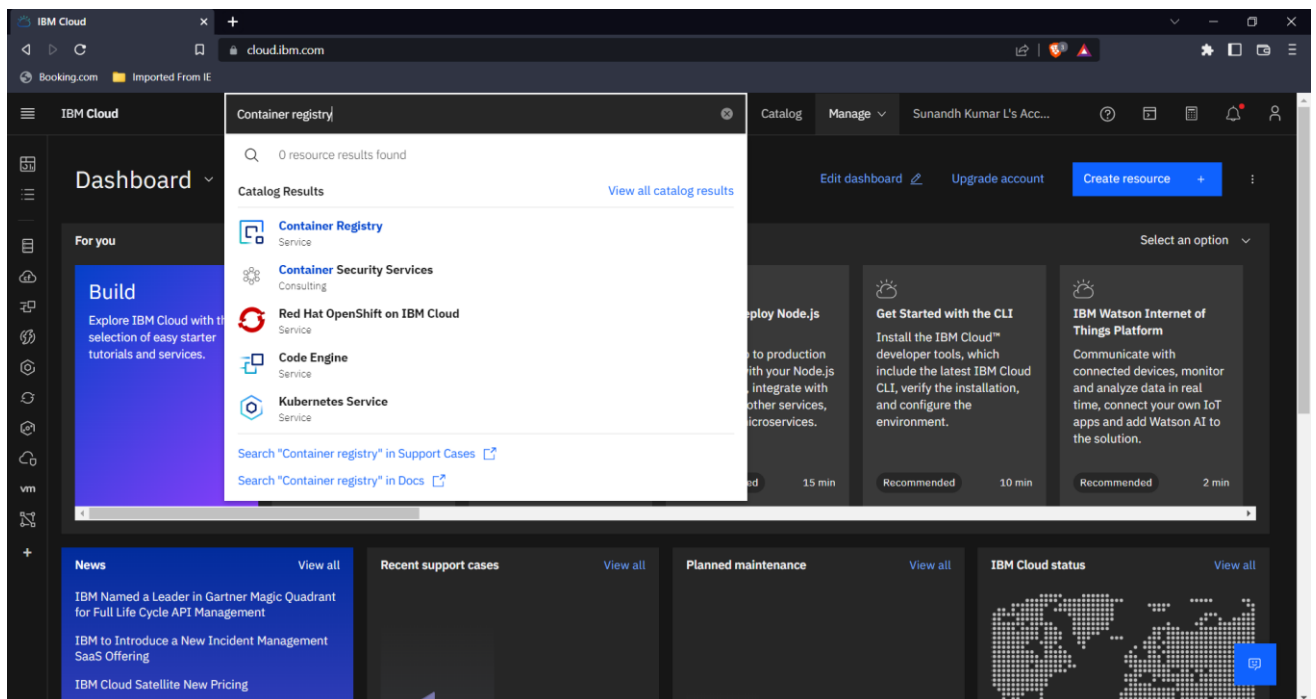 IBM Cloud
cloud.ibm.com
Booking.com
Imported From IE
IBM Cloud
Container registry
Catalog
Manage
Sunandh Kumar L's Acc...
0 resource results found
Catalog Results
View all catalog results
Container Registry
Service
Container Security Services
Consulting
Red Hat OpenShift on IBM Cloud
Service
Code Engine
Service
Kubernetes Service
Service
Search "Container registry" in Support Cases
Search "Container registry" in Docs
Dashboard
Edit dashboard
Upgrade account
Create resource +
For you
Select an option
Build
Explore IBM Cloud with
selection of easy starter
tutorials and services.
Node.js
to production
with your Node.js
integrate with
other services,
15 min
Get Started with the CLI
Install the IBM Cloud™
developer tools, which
include the latest IBM Cloud
CLI, verify the installation,
and configure the
environment.
Recommended
10 min
IBM Watson Internet of
Things Platform
Communicate with
connected devices, monitor
and analyze data in real
time, connect your own IoT
apps and add Watson AI to
the solution.
Recommended
2 min
vm
News
View all
IBM Named a Leader in Gartner Magic Quadrant
for Full Life Cycle API Management
IBM to Introduce a New Incident Management
SaaS Offering
IBM Cloud Satellite New Pricing
Recent support cases
View all
Planned maintenance
View all
IBM Cloud status
View all